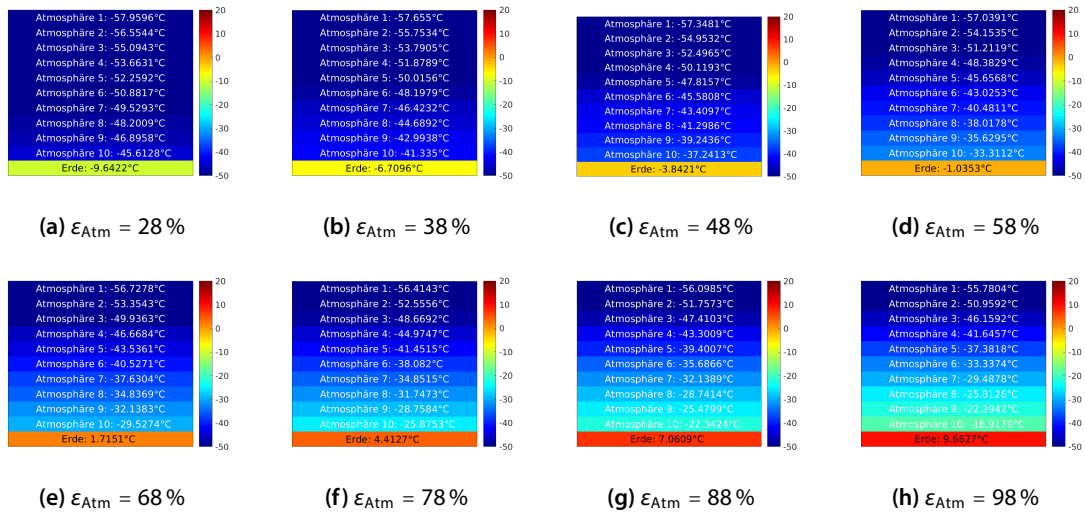 Atmosphäre 1: -57.9596°C
Atmosphäre 2: -56.5544°C
Atmosphäre 3: -55.0943°C
Atmosphäre 4: -53.6631°C
Atmosphäre 5: -52.2592°C
Atmosphäre 6: -50.8817°C
Atmosphäre 7: -49.5293°C
Atmosphäre 8: -48.2009°C
Atmosphäre 9: -46.8958°C
Atmosphäre 10: -45.6128°C
Erde: -9.6422°C
20
10
0
-10
-20
-30
-40
-50
(a) εAtm = 28 %
Atmosphäre 1: -57.655°C
Atmosphäre 2: -55.7534°C
Atmosphäre 3: -53.7905°C
Atmosphäre 4: -51.8789°C
Atmosphäre 5: -50.0156°C
Atmosphäre 6: -48.1979°C
Atmosphäre 7: -46.4232°C
Atmosphäre 8: -44.6892°C
Atmosphäre 9: -42.9938°C
Atmosphäre 10: -41.335°C
Erde: -6.7096°C
20
10
0
-10
-20
-30
-40
-50
(b) εAtm = 38 %
Atmosphäre 1: -57.3481°C
Atmosphäre 2: -54.9532°C
Atmosphäre 3: -52.4965°C
Atmosphäre 4: -50.1193°C
Atmosphäre 5: -47.8157°C
Atmosphäre 6: -45.5808°C
Atmosphäre 7: -43.4097°C
Atmosphäre 8: -41.2986°C
Atmosphäre 9: -39.2436°C
Atmosphäre 10: -37.2413°C
Erde: -3.8421°C
20
10
0
-10
-20
-30
-40
-50
(c) εAtm = 48 %
Atmosphäre 1: -57.0391°C
Atmosphäre 2: -54.1535°C
Atmosphäre 3: -51.2119°C
Atmosphäre 4: -48.3829°C
Atmosphäre 5: -45.6568°C
Atmosphäre 6: -43.0253°C
Atmosphäre 7: -40.4811°C
Atmosphäre 8: -38.0178°C
Atmosphäre 9: -35.6295°C
Atmosphäre 10: -33.3112°C
Erde: -1.0353°C
20
10
0
-10
-20
-30
-40
-50
(d) εAtm = 58 %
Atmosphäre 1: -56.7278°C
Atmosphäre 2: -53.3543°C
Atmosphäre 3: -49.9363°C
Atmosphäre 4: -46.6684°C
Atmosphäre 5: -43.5361°C
Atmosphäre 6: -40.5271°C
Atmosphäre 7: -37.6304°C
Atmosphäre 8: -34.8369°C
Atmosphäre 9: -32.1383°C
Atmosphäre 10: -29.5274°C
Erde: 1.7151°C
20
10
0
-10
-20
-30
-40
-50
(e) εAtm = 68 %
Atmosphäre 1: -56.4143°C
Atmosphäre 2: -52.5556°C
Atmosphäre 3: -48.6692°C
Atmosphäre 4: -44.9747°C
Atmosphäre 5: -41.4515°C
Atmosphäre 6: -38.082°C
Atmosphäre 7: -34.8515°C
Atmosphäre 8: -31.7473°C
Atmosphäre 9: -28.7584°C
Atmosphäre 10: -25.8753°C
Erde: 4.4127°C
20
10
0
-10
-20
-30
-40
-50
(f) εAtm = 78 %
Atmosphäre 1: -56.0985°C
Atmosphäre 2: -51.7573°C
Atmosphäre 3: -47.4103°C
Atmosphäre 4: -43.3009°C
Atmosphäre 5: -39.4007°C
Atmosphäre 6: -35.6866°C
Atmosphäre 7: -32.1389°C
Atmosphäre 8: -28.7414°C
Atmosphäre 9: -25.4799°C
Atmosphäre 10: -22.3424°C
Erde: 7.0609°C
20
10
0
-10
-20
-30
-40
-50
(g) εAtm = 88 %
Atmosphäre 1: -55.7804°C
Atmosphäre 2: -50.9592°C
Atmosphäre 3: -46.1592°C
Atmosphäre 4: -41.6457°C
Atmosphäre 5: -37.3818°C
Atmosphäre 6: -33.3374°C
Atmosphäre 7: -29.4878°C
Atmosphäre 8: -25.8126°C
Atmosphäre 9: -22.2942°C
Atmosphäre 10: -18.9179°C
Erde: 9.6627°C
20
10
0
-10
-20
-30
-40
-50
(h) εAtm = 98 %